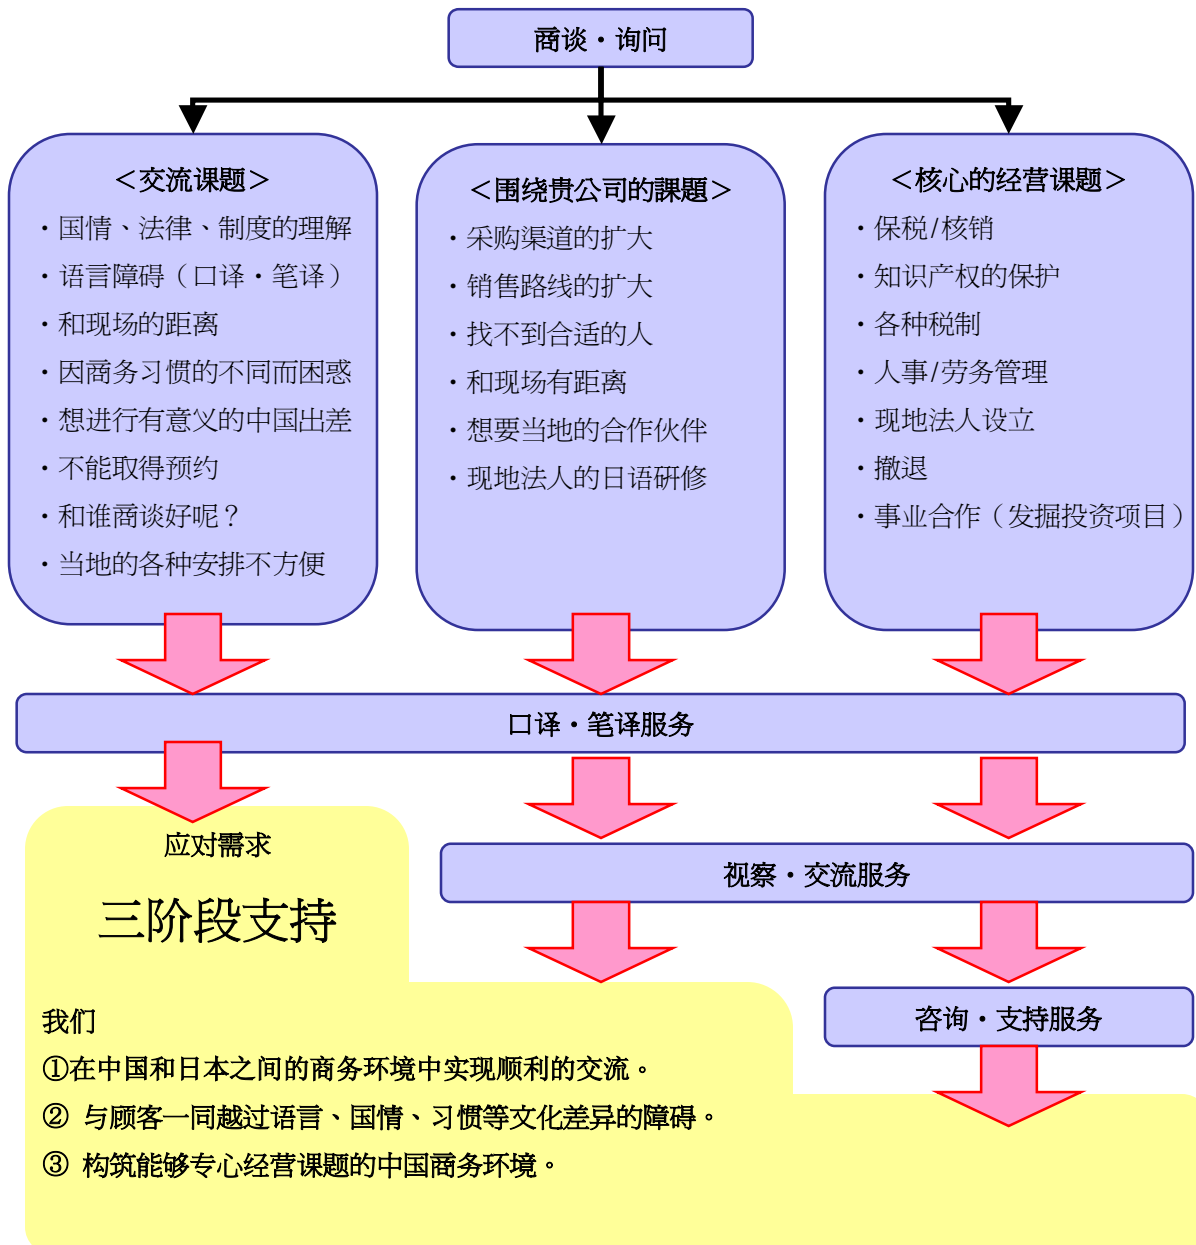 商谈・询问
＜交流课题＞
・国情、法律、制度的理解
・语言障碍（口译・笔译）
・和现场的距离
・因商务习惯的不同而困惑
・想进行有意义的中国出差
・不能取得预约
・和谁商谈好呢？
・当地的各种安排不方便
＜围绕贵公司的課題＞
・采购渠道的扩大
・销售路线的扩大
・找不到合适的人
・和现场有距离
・想要当地的合作伙伴
・现地法人的日语研修
＜核心的经营课题＞
・保税/核销
・知识产权的保护
・各种税制
・人事/劳务管理
・现地法人设立
・撤退
・事业合作（发掘投资项目）
口译・笔译服务
应对需求
三阶段支持
视察・交流服务
咨询・支持服务
我们
①在中国和日本之间的商务环境中实现顺利的交流。
② 与顾客一同越过语言、国情、习惯等文化差异的障碍。
③ 构筑能够专心经营课题的中国商务环境。